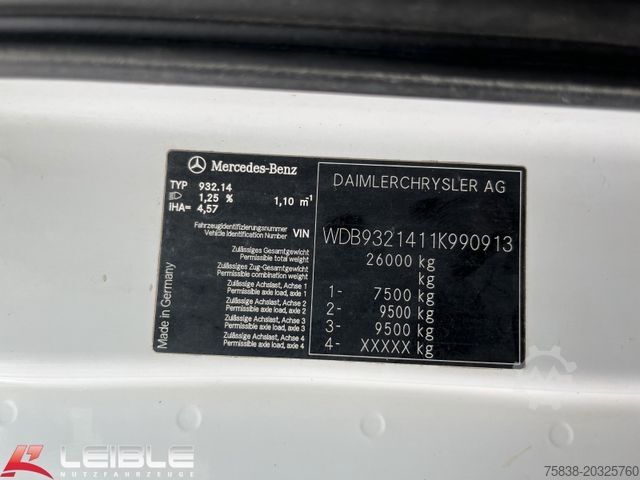 Mercedes-Benz
TYP 932.14
1,25 % 1,10 m⁻¹
IHA= 4,57
Fahrzeugidentifizierungsnummer
Vehicle Identification Number VIN
Zulässiges Gesamtgewicht
Permissible total weight
Zulässiges Zug-Gesamtgewicht
Permissible combination weight
Zulässige Achslast, Achse 1
Permissible axle load, axle 1
Zulässige Achslast, Achse 2
Permissible axle load, axle 2
Zulässige Achslast, Achse 3
Permissible axle load, axle 3
Zulässige Achslast, Achse 4
Permissible axle load, axle 4
Made in Germany
DAIMLERCHRYSLER AG
WDB9321411K990913
26000 kg
kg
1- 7500 kg
2- 9500 kg
3- 9500 kg
4- XXXXX kg
LEIBLE
NUTZFAHRZEUGE
75838-20325760